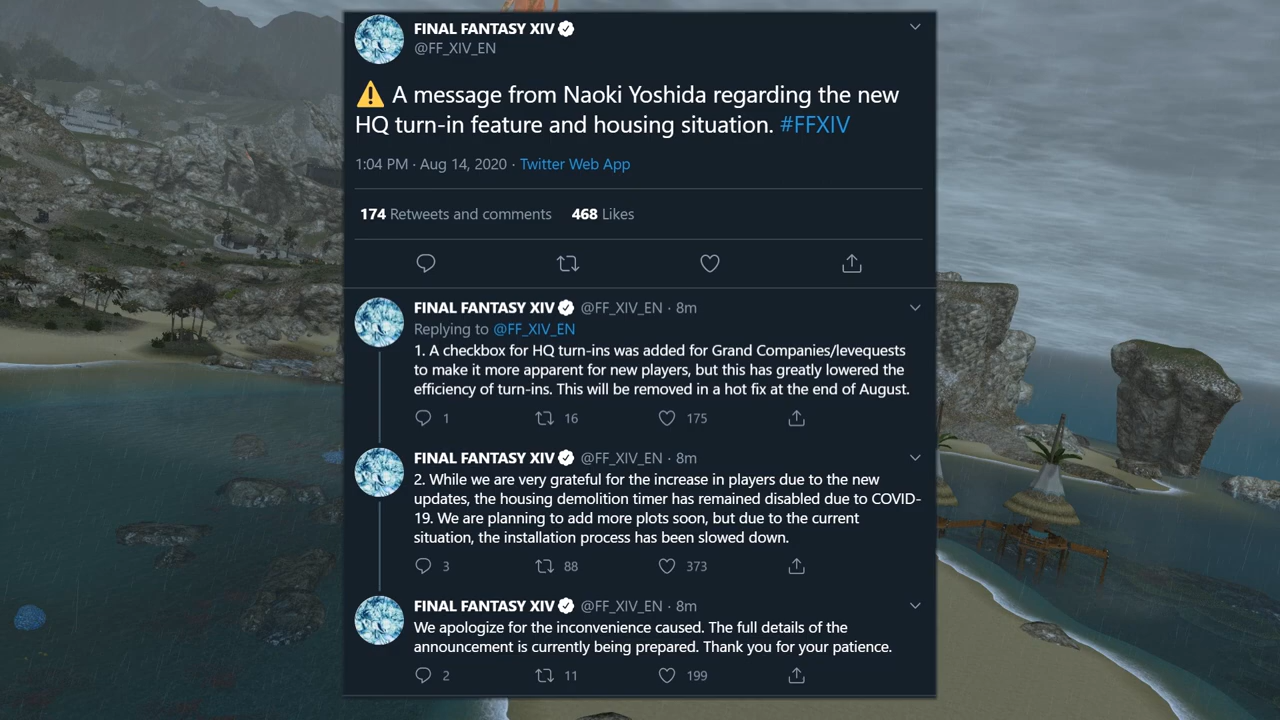 FINAL FANTASY XIV
@FF_XIV_EN
⚠ A message from Naoki Yoshida regarding the new
HQ turn-in feature and housing situation. #FFXIV
1:04 PM · Aug 14, 2020 · Twitter Web App
174 Retweets and comments 468 Likes
FINAL FANTASY XIV @FF_XIV_EN · 8m
Replying to @FF_XIV_EN
1. A checkbox for HQ turn-ins was added for Grand Companies/levequests
to make it more apparent for new players, but this has greatly lowered the
efficiency of turn-ins. This will be removed in a hot fix at the end of August.
1 16 175
FINAL FANTASY XIV @FF_XIV_EN · 8m
2. While we are very grateful for the increase in players due to the new
updates, the housing demolition timer has remained disabled due to COVID-
19. We are planning to add more plots soon, but due to the current
situation, the installation process has been slowed down.
3 88 373
FINAL FANTASY XIV @FF_XIV_EN · 8m
We apologize for the inconvenience caused. The full details of the
announcement is currently being prepared. Thank you for your patience.
2 11 199